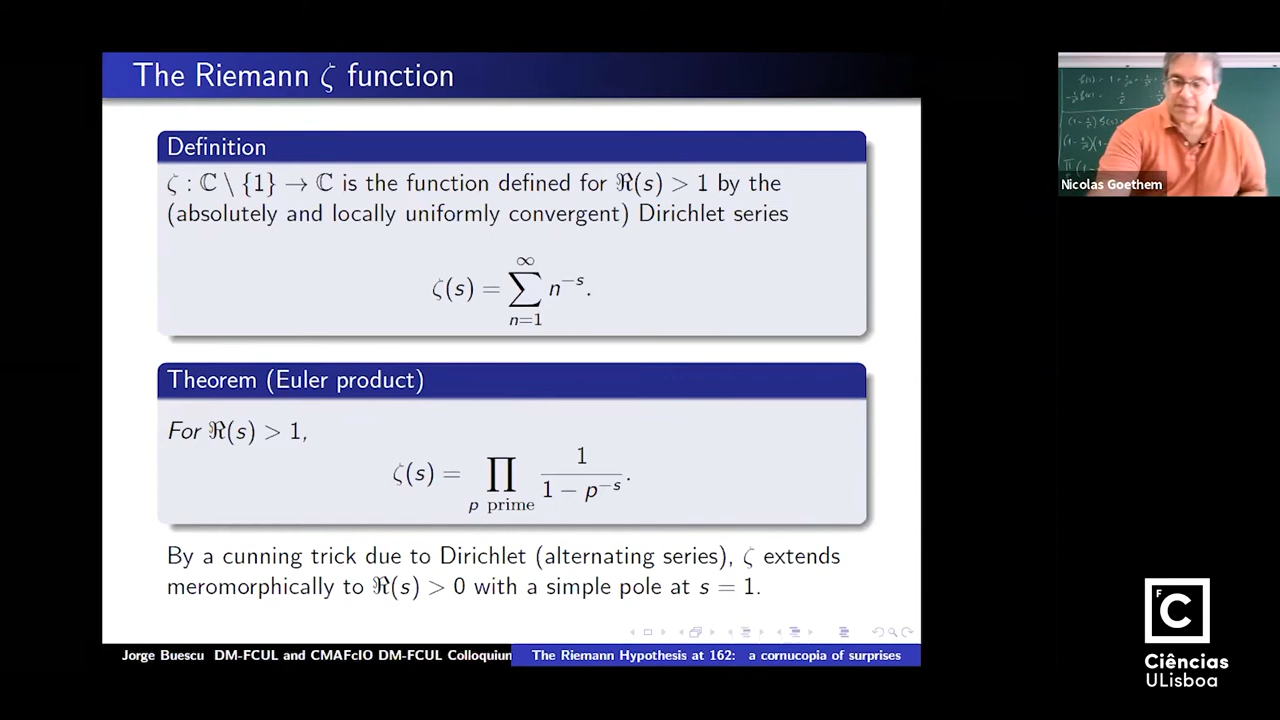 The Riemann ζ function
Definition
ζ : ℂ \ {1} → ℂ is the function defined for ℜ(s) > 1 by the
(absolutely and locally uniformly convergent) Dirichlet series
ζ(s) = ∑_{n=1}^{∞} n^{−s}.
Theorem (Euler product)
For ℜ(s) > 1,
ζ(s) = ∏_{p prime} 1/(1 − p^{−s}).
By a cunning trick due to Dirichlet (alternating series), ζ extends
meromorphically to ℜ(s) > 0 with a simple pole at s = 1.
Jorge Buescu DM-FCUL and CMAFcIO DM-FCUL Colloquium
The Riemann Hypothesis at 162: a cornucopia of surprises
Nicolas Goethem
F
C
Ciências
ULisboa